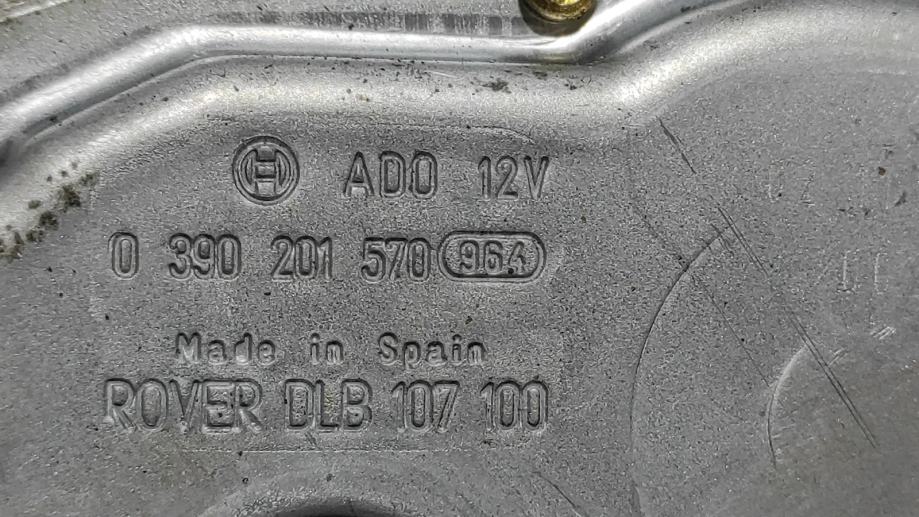 ADO 12V
0 390 201 570 964
Made in Spain
ROVER DLB 107 100